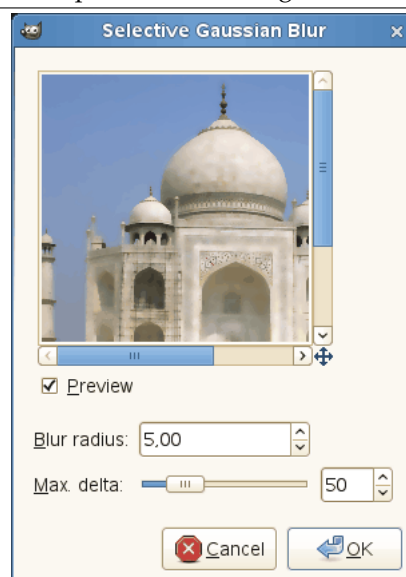 Selective Gaussian Blur
Preview
Blur radius: 5,00
Max. delta: 50
Cancel OK